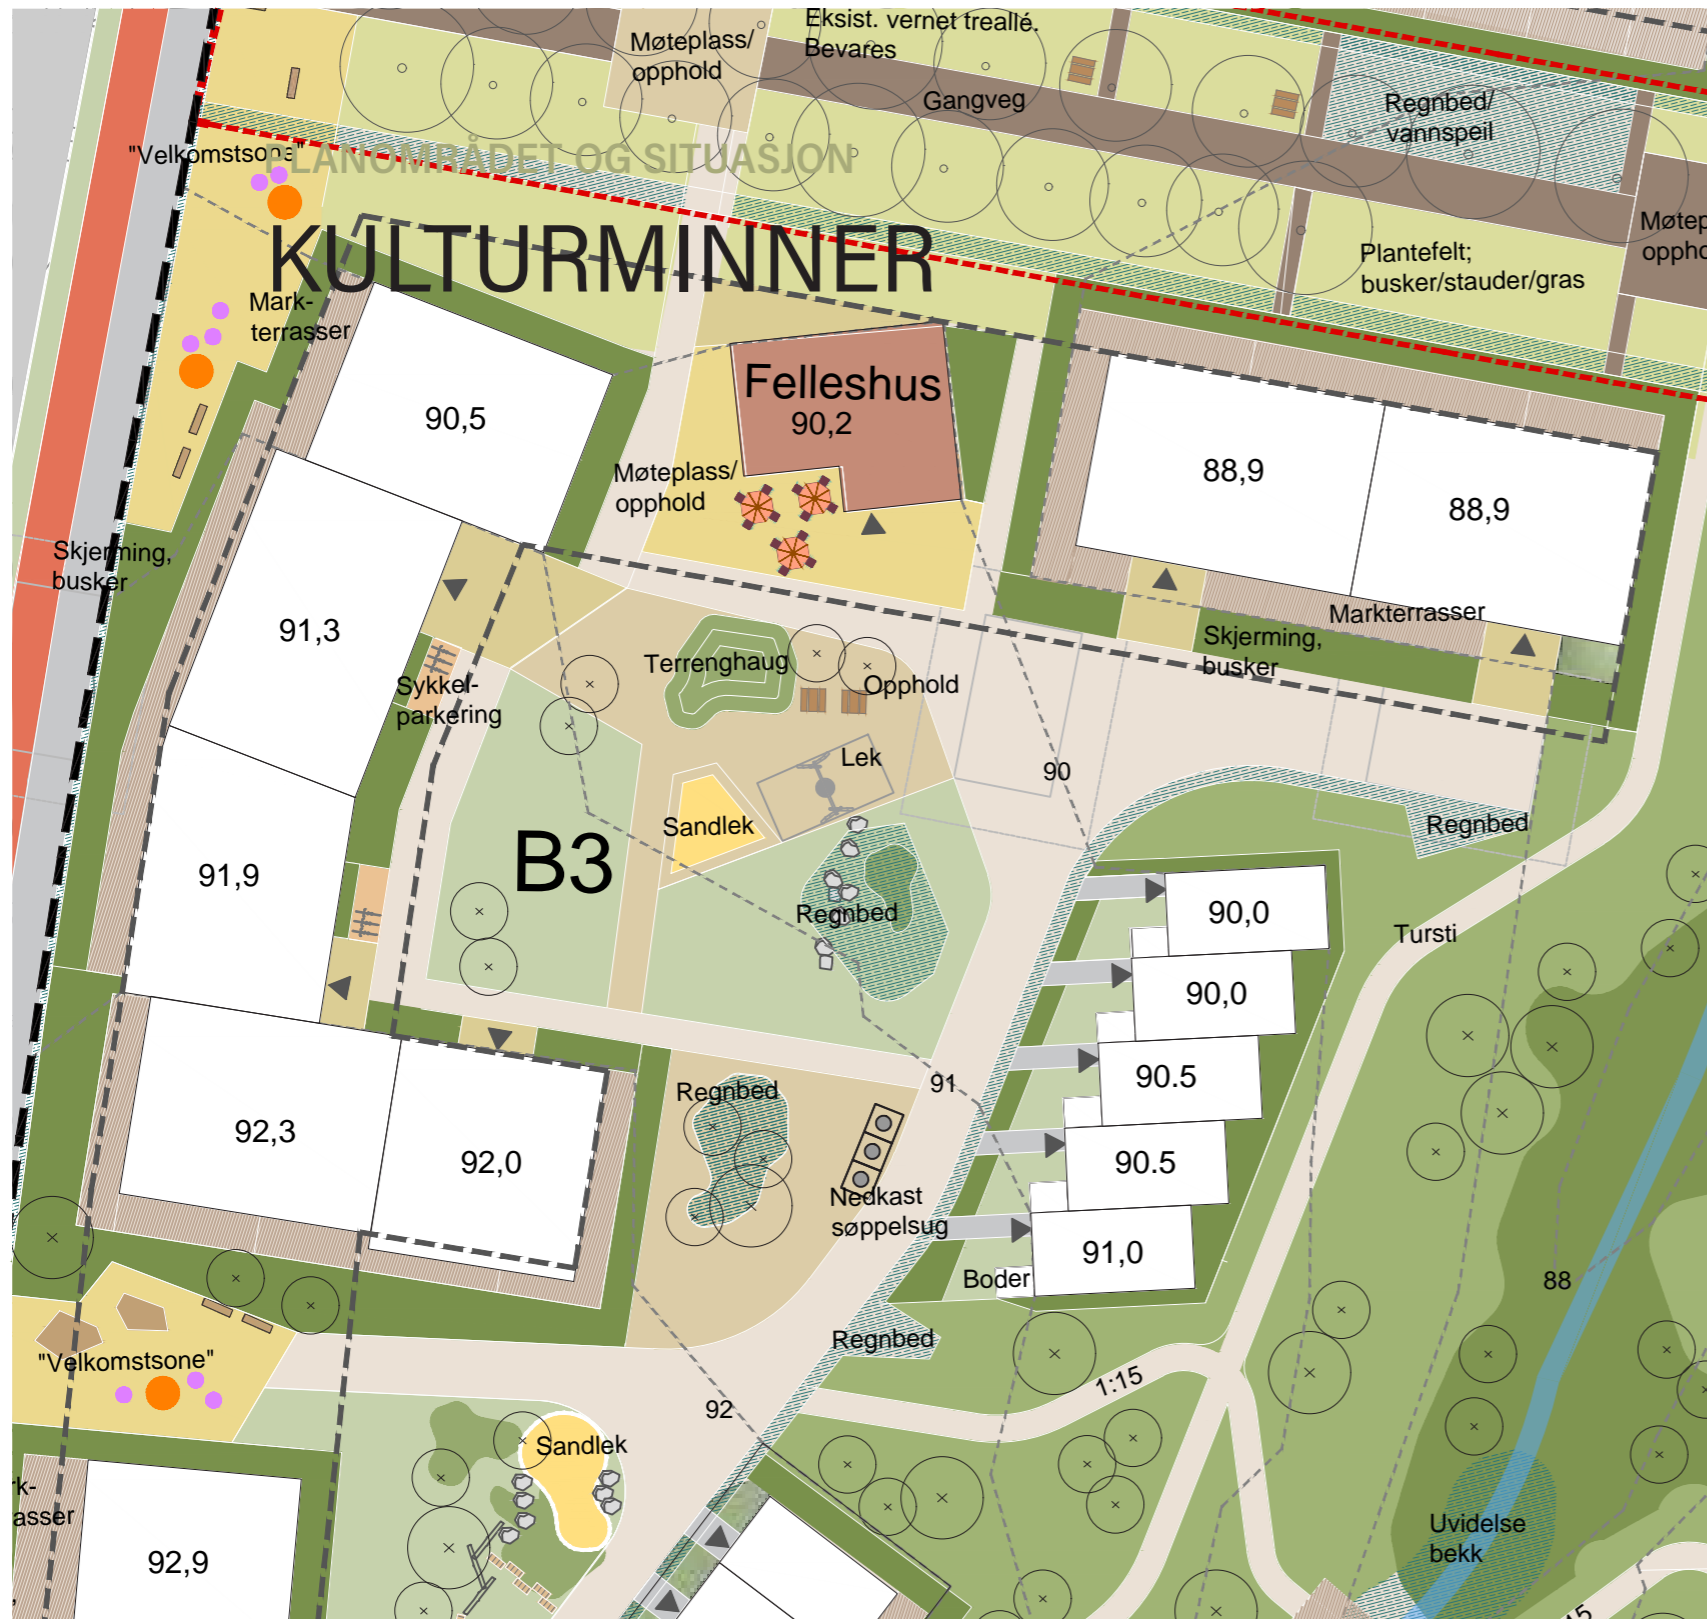 Eksist. vernet treallé.
Bevares
Møteplass/
opphold
Gangveg
Regnbed/
vannspeil
"Velkomstsone"
PLANOMRÅDET OG SITUASJON
KULTURMINNER
Plantefelt;
busker/stauder/gras
Mark-
terrasser
Felleshus
90,2
90,5
88,9
88,9
Møteplass/
opphold
Skjerming,
busker
91,3
Markterrasser
Skjerming,
busker
Terrenghaug
Opphold
Sykkel-
parkering
Lek
90
Sandlek
Regnbed
B3
91,9
Regnbed
90,0
Tursti
90,0
90.5
91
Regnbed
92,3
92,0
90.5
Nedkast
søppelsug
91,0
Boder
88
Regnbed
"Velkomstsone"
1:15
92
Sandlek
asser
Uvidelse
bekk
92,9